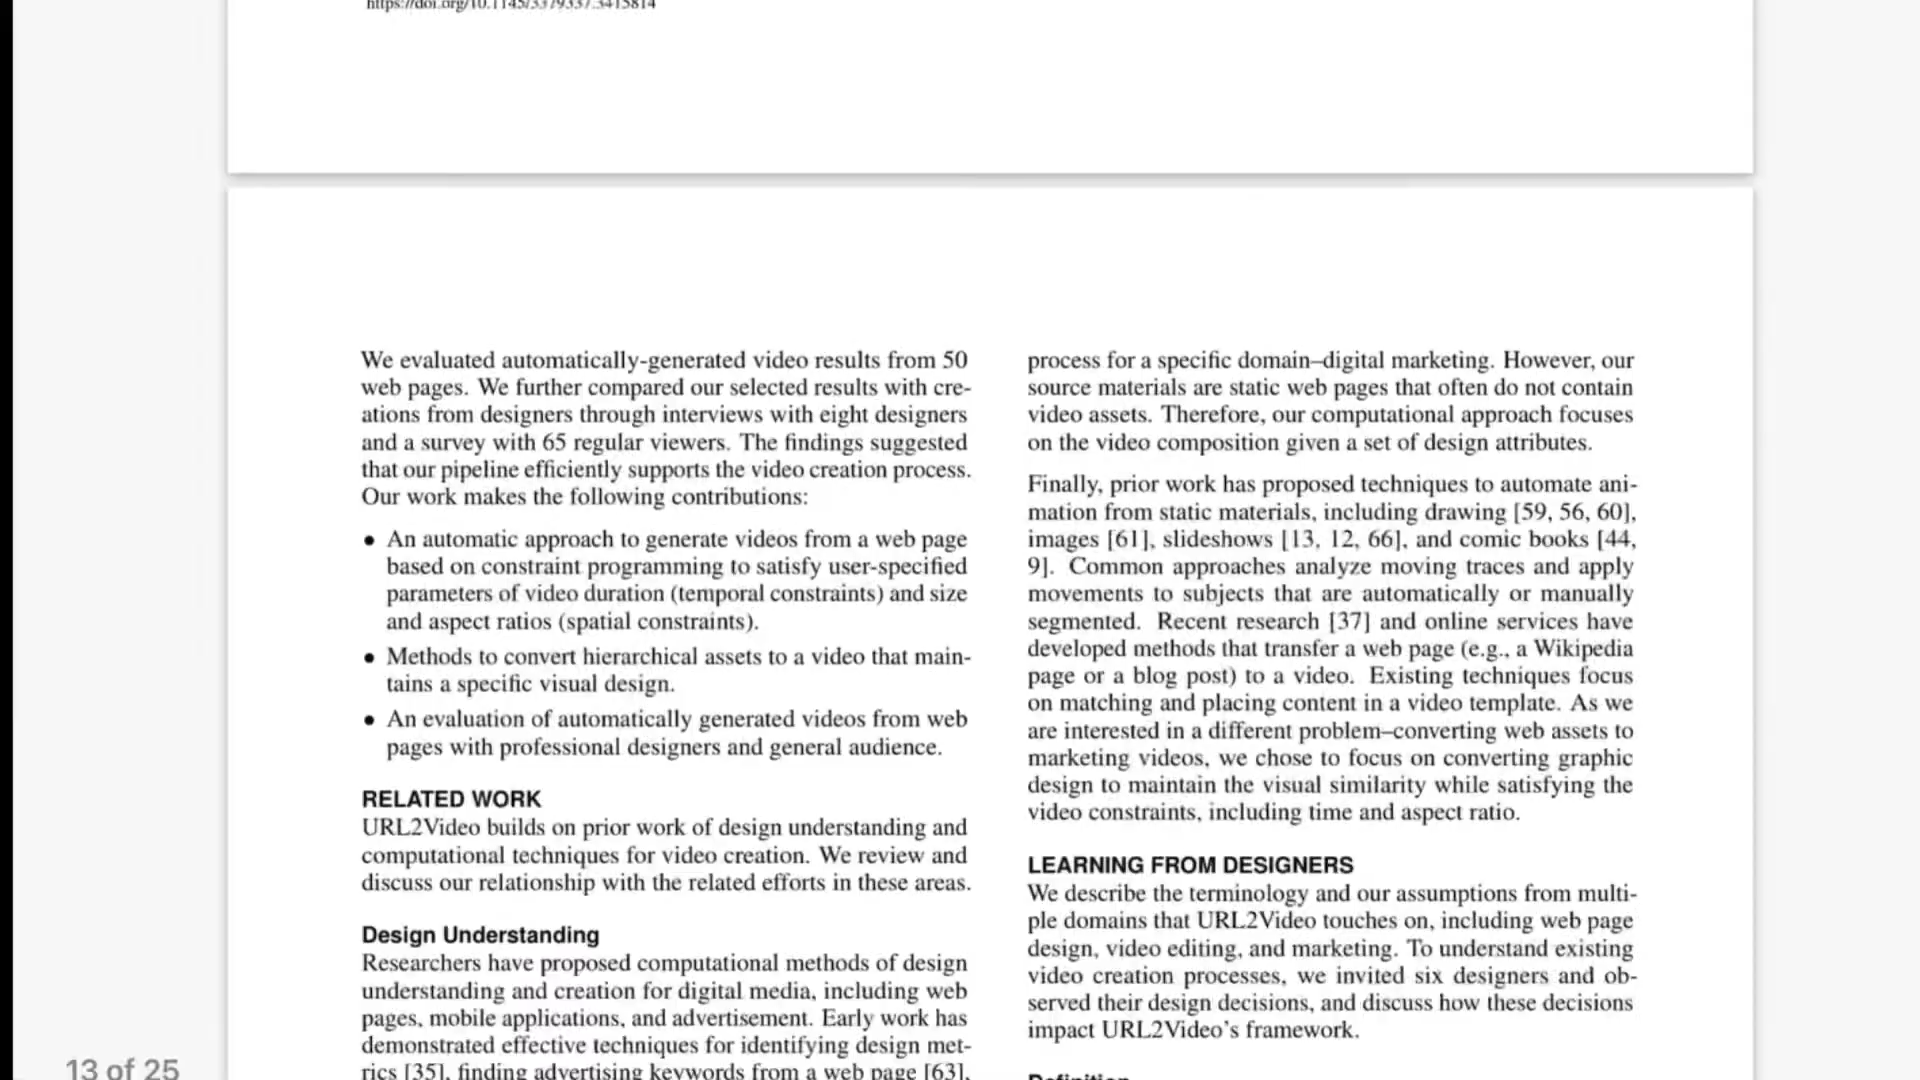 https://doi.org/10.1145/3379337.3415814
We evaluated automatically-generated video results from 50
web pages. We further compared our selected results with cre-
ations from designers through interviews with eight designers
and a survey with 65 regular viewers. The findings suggested
that our pipeline efficiently supports the video creation process.
Our work makes the following contributions:
• An automatic approach to generate videos from a web page
based on constraint programming to satisfy user-specified
parameters of video duration (temporal constraints) and size
and aspect ratios (spatial constraints).
• Methods to convert hierarchical assets to a video that main-
tains a specific visual design.
• An evaluation of automatically generated videos from web
pages with professional designers and general audience.
RELATED WORK
URL2Video builds on prior work of design understanding and
computational techniques for video creation. We review and
discuss our relationship with the related efforts in these areas.
Design Understanding
Researchers have proposed computational methods of design
understanding and creation for digital media, including web
pages, mobile applications, and advertisement. Early work has
demonstrated effective techniques for identifying design met-
rics [35], finding advertising keywords from a web page [63],
process for a specific domain–digital marketing. However, our
source materials are static web pages that often do not contain
video assets. Therefore, our computational approach focuses
on the video composition given a set of design attributes.
Finally, prior work has proposed techniques to automate ani-
mation from static materials, including drawing [59, 56, 60],
images [61], slideshows [13, 12, 66], and comic books [44,
9]. Common approaches analyze moving traces and apply
movements to subjects that are automatically or manually
segmented. Recent research [37] and online services have
developed methods that transfer a web page (e.g., a Wikipedia
page or a blog post) to a video. Existing techniques focus
on matching and placing content in a video template. As we
are interested in a different problem–converting web assets to
marketing videos, we chose to focus on converting graphic
design to maintain the visual similarity while satisfying the
video constraints, including time and aspect ratio.
LEARNING FROM DESIGNERS
We describe the terminology and our assumptions from multi-
ple domains that URL2Video touches on, including web page
design, video editing, and marketing. To understand existing
video creation processes, we invited six designers and ob-
served their design decisions, and discuss how these decisions
impact URL2Video's framework.
Definition
13 of 25